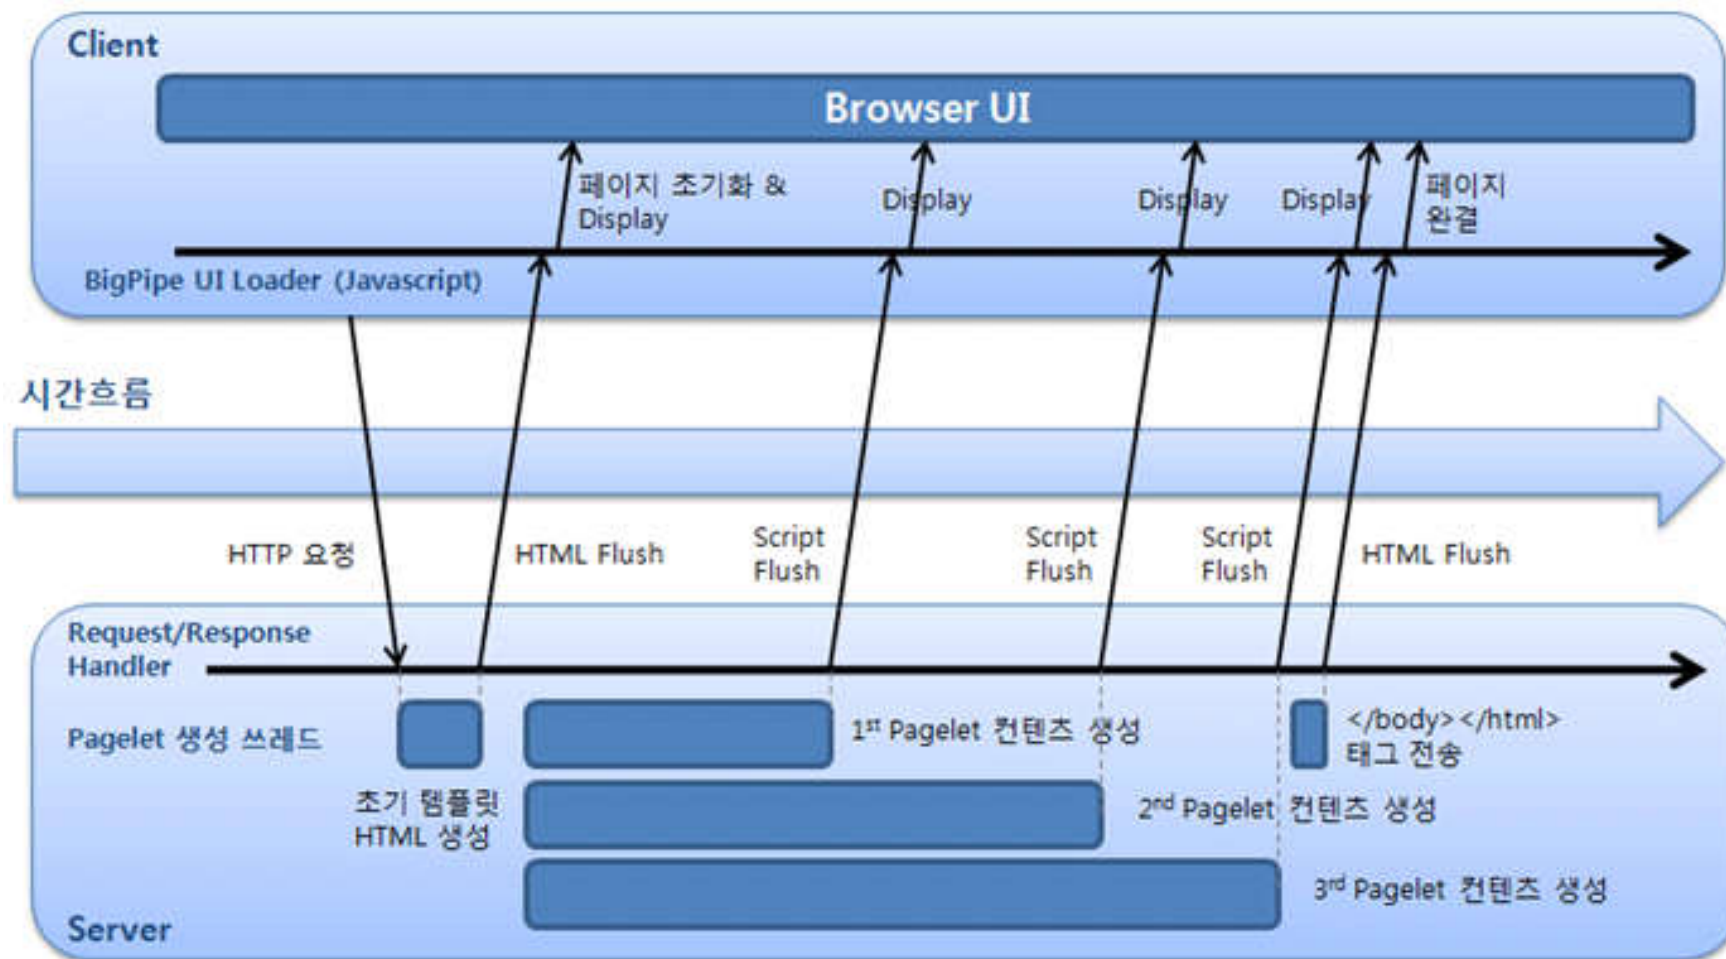 Client
Browser UI
페이지 초기화 &
Display
Display
Display
Display
페이지
완결
BigPipe UI Loader (Javascript)
시간흐름
HTTP 요청
HTML Flush
Script
Flush
Script
Flush
Script
Flush
HTML Flush
Request/Response
Handler
Pagelet 생성 쓰레드
1st Pagelet 컨텐츠 생성
</body></html>
태그 전송
초기 템플릿
HTML 생성
2nd Pagelet 컨텐츠 생성
3rd Pagelet 컨텐츠 생성
Server